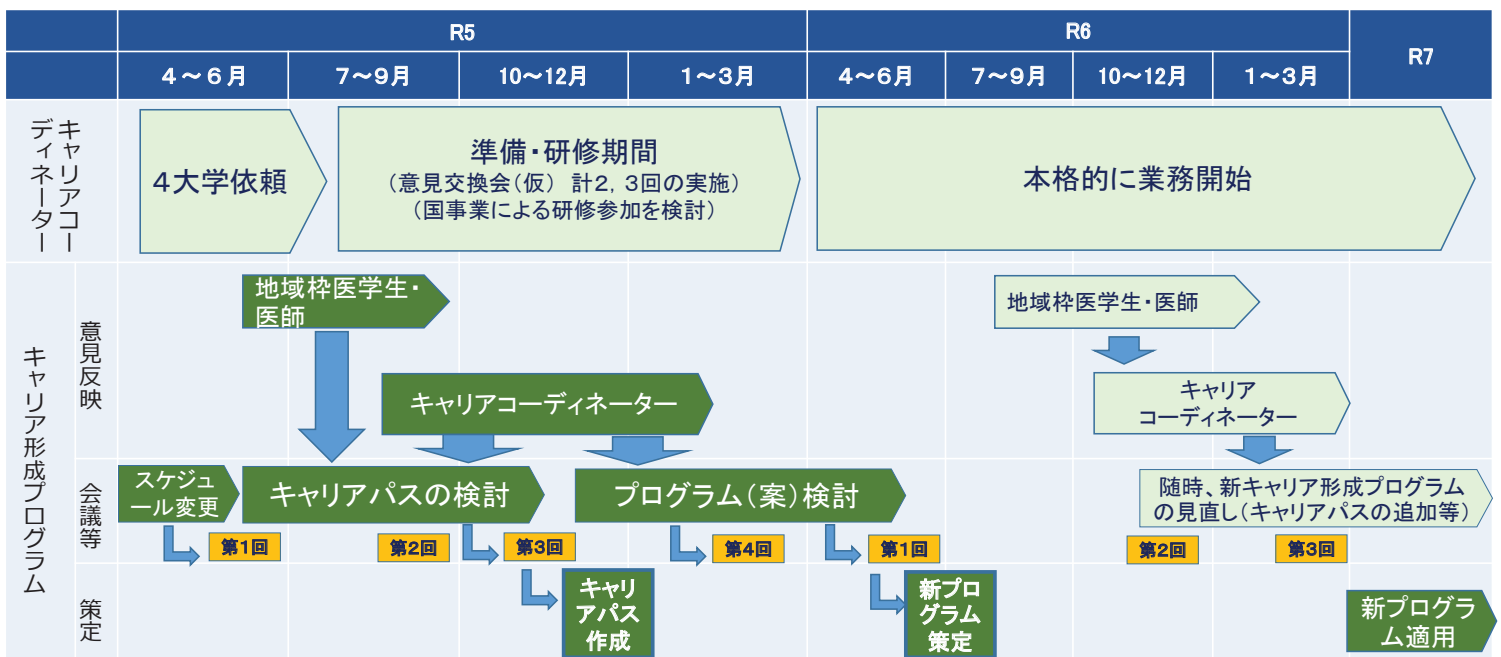 R5
R6
R7
4～6月
7～9月
10～12月
1～3月
4～6月
7～9月
10～12月
1～3月
キャリアコー
ディネーター
4大学依頼
準備・研修期間
（意見交換会（仮） 計2，3回の実施）
（国事業による研修参加を検討）
本格的に業務開始
キャリア形成プログラム
意見反映
地域枠医学生・
医師
キャリアコーディネーター
地域枠医学生・医師
キャリア
コーディネーター
会議等
スケジュ
ール変更
キャリアパスの検討
プログラム（案）検討
随時、新キャリア形成プログラム
の見直し（キャリアパスの追加等）
第1回
第2回
第3回
第4回
第1回
第2回
第3回
策定
キャリ
アパス
作成
新プロ
グラム
策定
新プログラ
ム適用